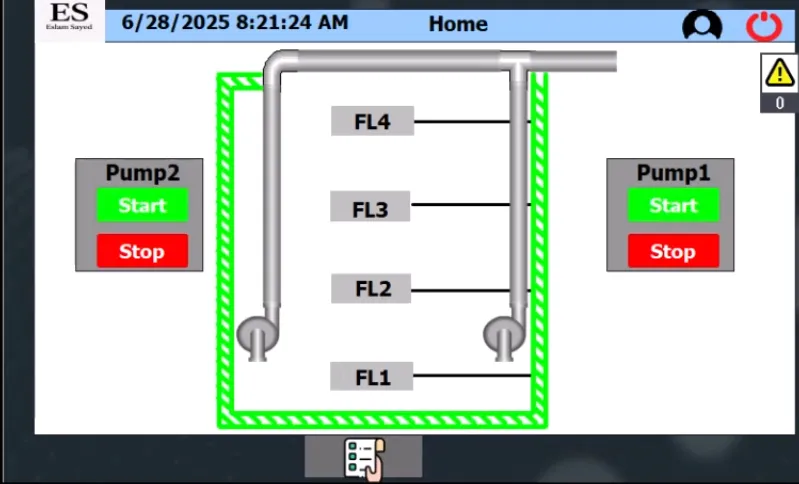 ES
Eslam Sayed
6/28/2025 8:21:24 AM
Home
0
FL4
Pump2
Start
Stop
FL3
FL2
FL1
Pump1
Start
Stop